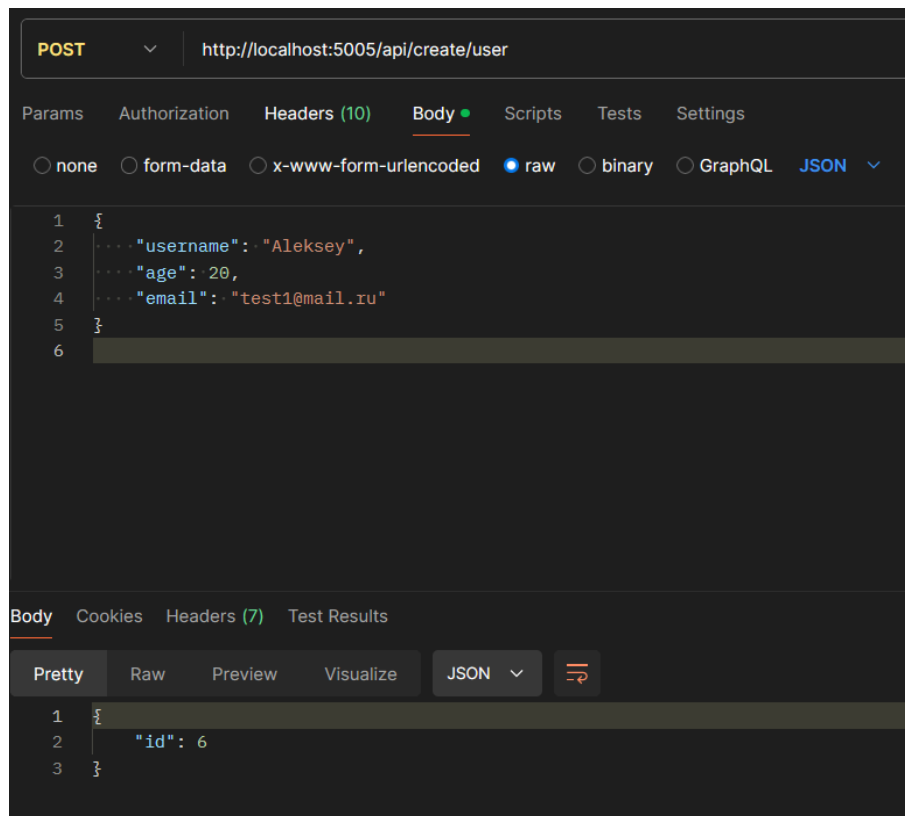 POST http://localhost:5005/api/create/user
Params Authorization Headers (10) Body Scripts Tests Settings
none form-data x-www-form-urlencoded raw binary GraphQL JSON
1 {
2 "username": "Aleksey",
3 "age": 20,
4 "email": "test1@mail.ru"
5 }
6
Body Cookies Headers (7) Test Results
Pretty Raw Preview Visualize JSON
1 {
2 "id": 6
3 }